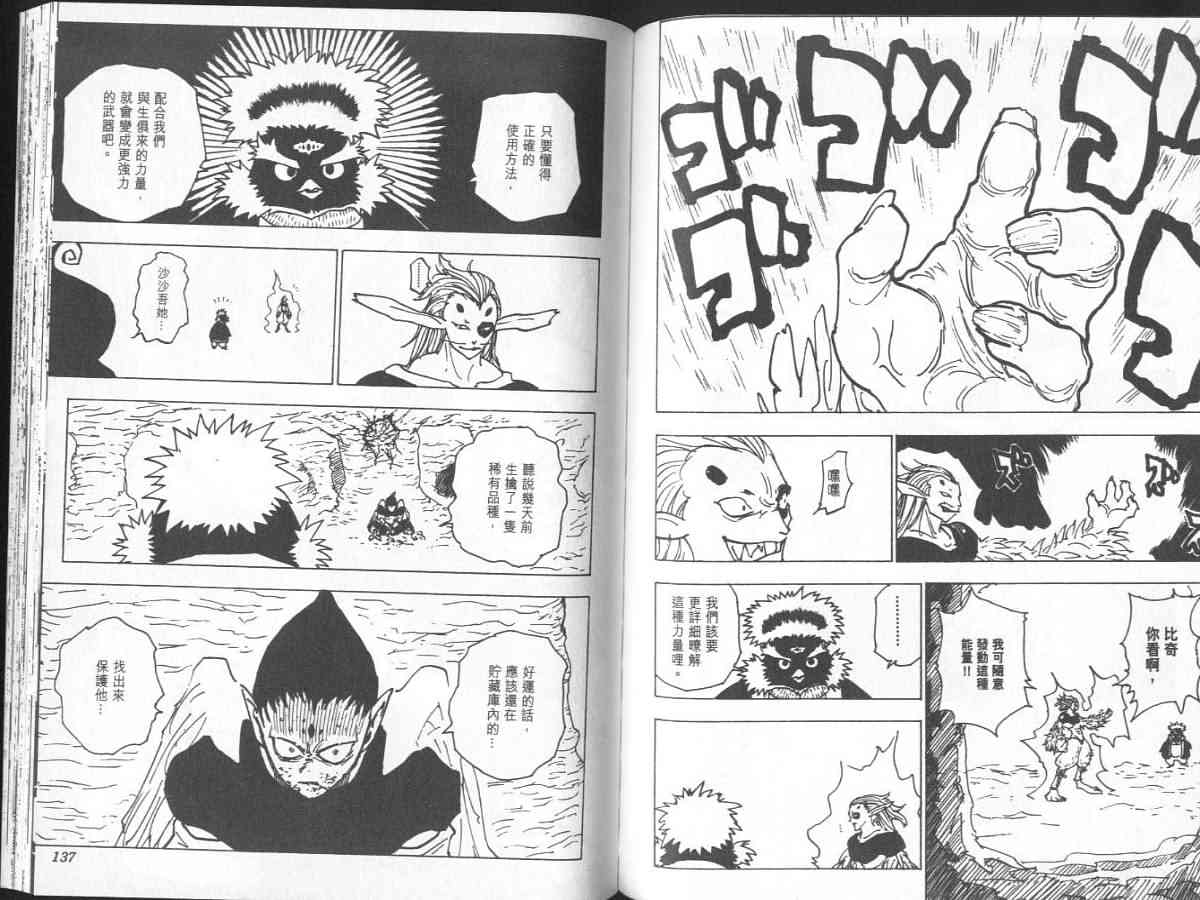 ゴ
ゴ
ゴ
ゴ
ゴ
ズ
ズ
嘿嘿
比奇
你看啊，
我可隨意
發動這種
能量!!
………
我們該要
更詳細瞭解
這種力量哩。
只要懂得
正確的
使用方法，
配合我們
與生俱來的力量
就會變成更強力
的武器吧。
……
沙沙吾她…
聽說幾天前
生擒了一隻
稀有品種，
好運的話，
應該還在
貯藏庫內的…
找出來
保護他…
137